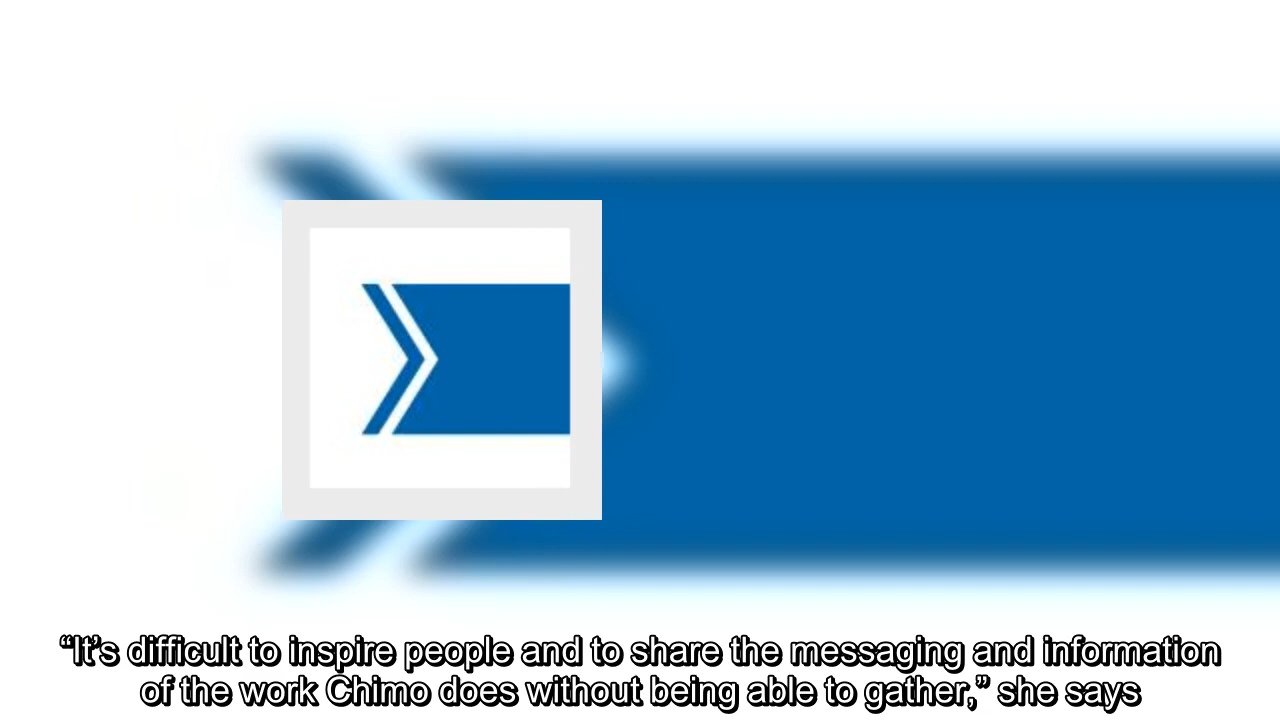 “It’s difficult to inspire people and to share the messaging and information
of the work Chimo does without being able to gather,” she says